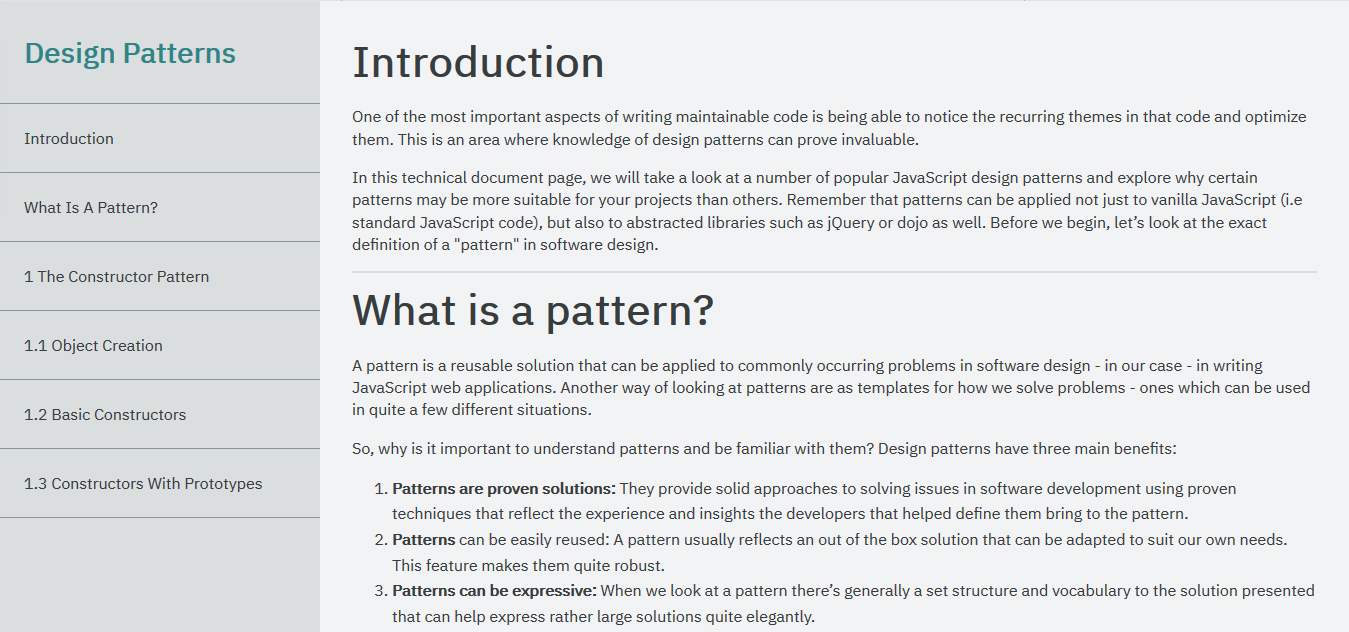 Design Patterns
Introduction
What Is A Pattern?
1 The Constructor Pattern
1.1 Object Creation
1.2 Basic Constructors
1.3 Constructors With Prototypes
Introduction
One of the most important aspects of writing maintainable code is being able to notice the recurring themes in that code and optimize
them. This is an area where knowledge of design patterns can prove invaluable.
In this technical document page, we will take a look at a number of popular JavaScript design patterns and explore why certain
patterns may be more suitable for your projects than others. Remember that patterns can be applied not just to vanilla JavaScript (i.e
standard JavaScript code), but also to abstracted libraries such as jQuery or dojo as well. Before we begin, let’s look at the exact
definition of a "pattern" in software design.
What is a pattern?
A pattern is a reusable solution that can be applied to commonly occurring problems in software design - in our case - in writing
JavaScript web applications. Another way of looking at patterns are as templates for how we solve problems - ones which can be used
in quite a few different situations.
So, why is it important to understand patterns and be familiar with them? Design patterns have three main benefits:
1. Patterns are proven solutions: They provide solid approaches to solving issues in software development using proven
techniques that reflect the experience and insights the developers that helped define them bring to the pattern.
2. Patterns can be easily reused: A pattern usually reflects an out of the box solution that can be adapted to suit our own needs.
This feature makes them quite robust.
3. Patterns can be expressive: When we look at a pattern there’s generally a set structure and vocabulary to the solution presented
that can help express rather large solutions quite elegantly.